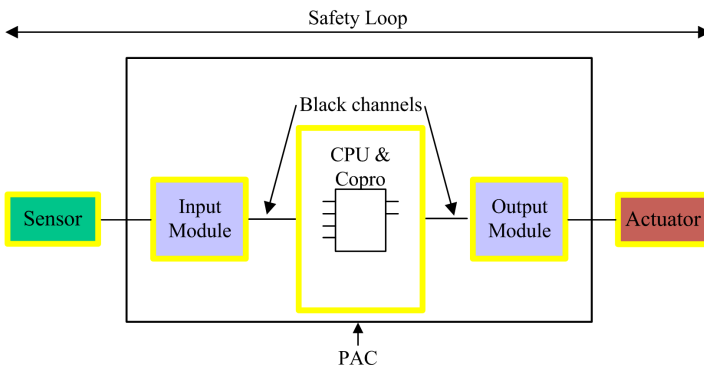 Safety Loop
Black channels
CPU &
Copro
Sensor
Input
Module
Output
Module
Actuator
PAC